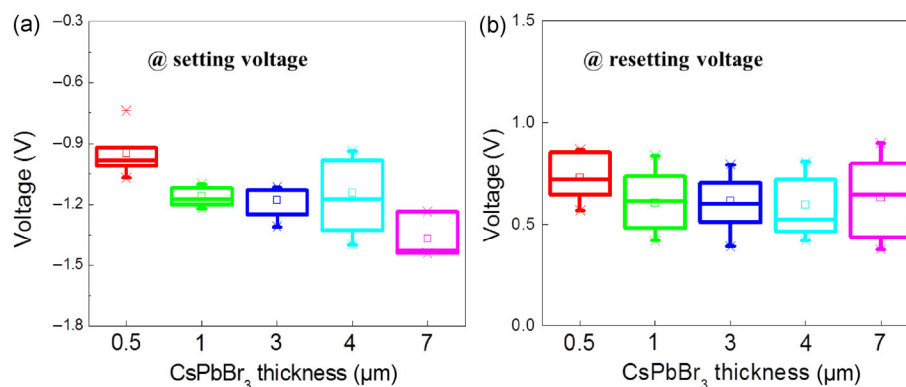 (a)
@ setting voltage
Voltage (V)
−0.3
−0.6
−0.9
−1.2
−1.5
−1.8
0.5 1 3 4 7
CsPbBr₃ thickness (µm)
(b)
@ resetting voltage
Voltage (V)
1.5
1.0
0.5
0.0
0.5 1 3 4 7
CsPbBr₃ thickness (µm)